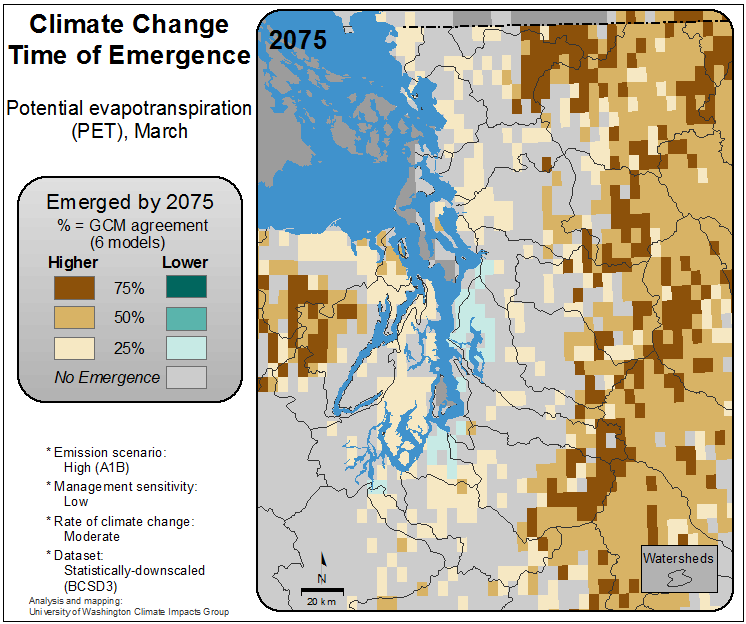 Climate Change
Time of Emergence
Potential evapotranspiration
(PET), March
Emerged by 2075
% = GCM agreement
(6 models)
Higher Lower
75%
50%
25%
No Emergence
* Emission scenario:
High (A1B)
* Management sensitivity:
Low
* Rate of climate change:
Moderate
* Dataset:
Statistically-downscaled
(BCSD3)
Analysis and mapping:
University of Washington Climate Impacts Group
2075
N
20 km
Watersheds